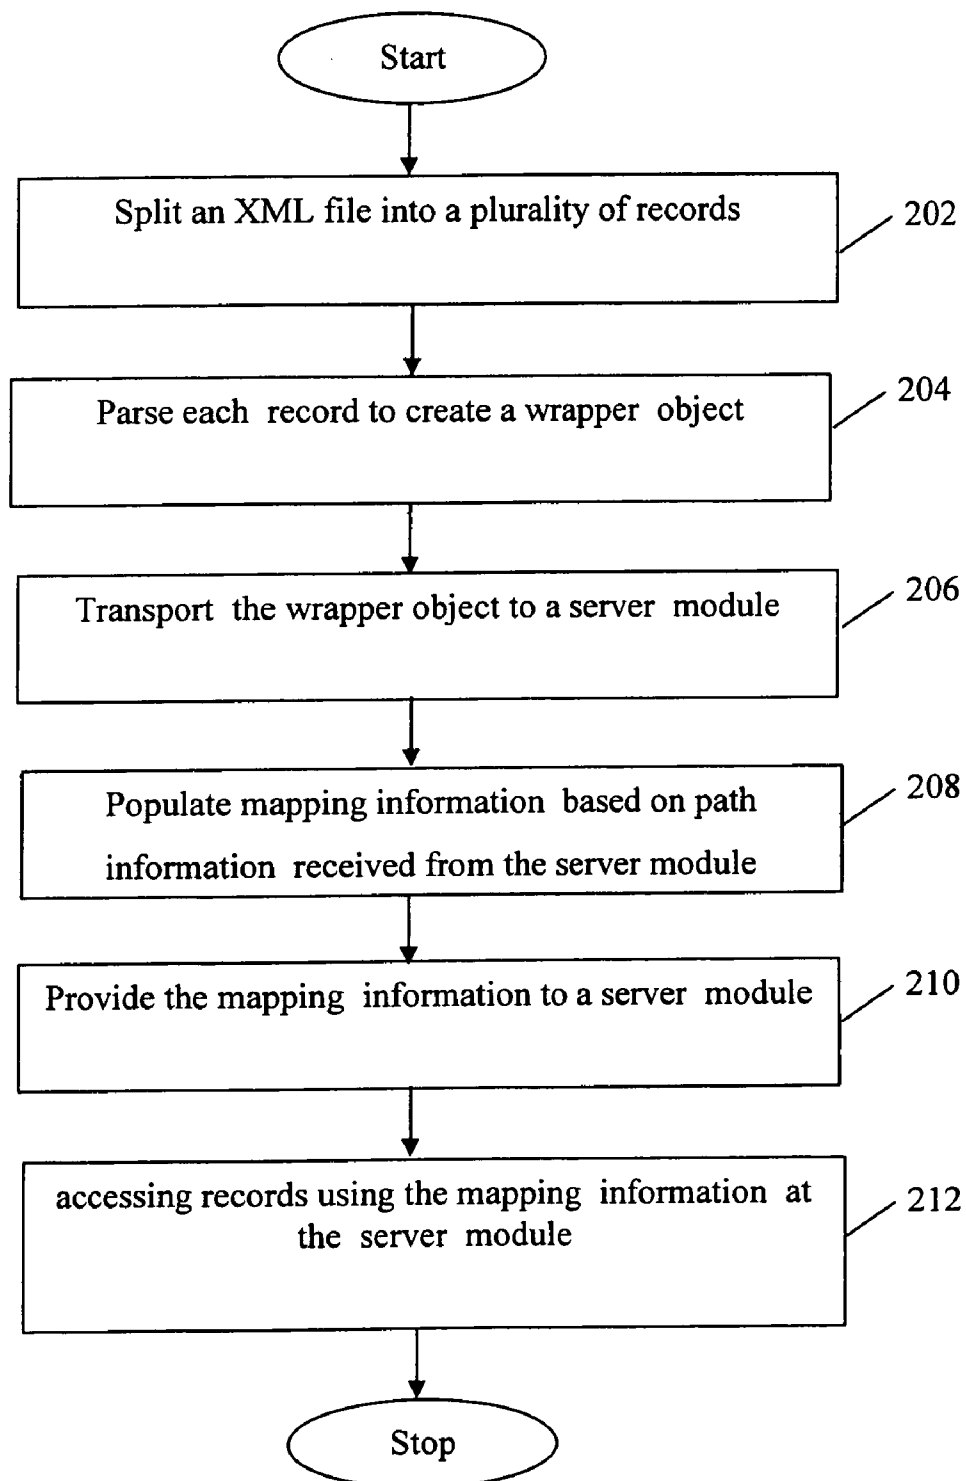 Start
Split an XML file into a plurality of records
202
Parse each record to create a wrapper object
204
Transport the wrapper object to a server module
206
Populate mapping information based on path
information received from the server module
208
Provide the mapping information to a server module
210
accessing records using the mapping information at
the server module
212
Stop